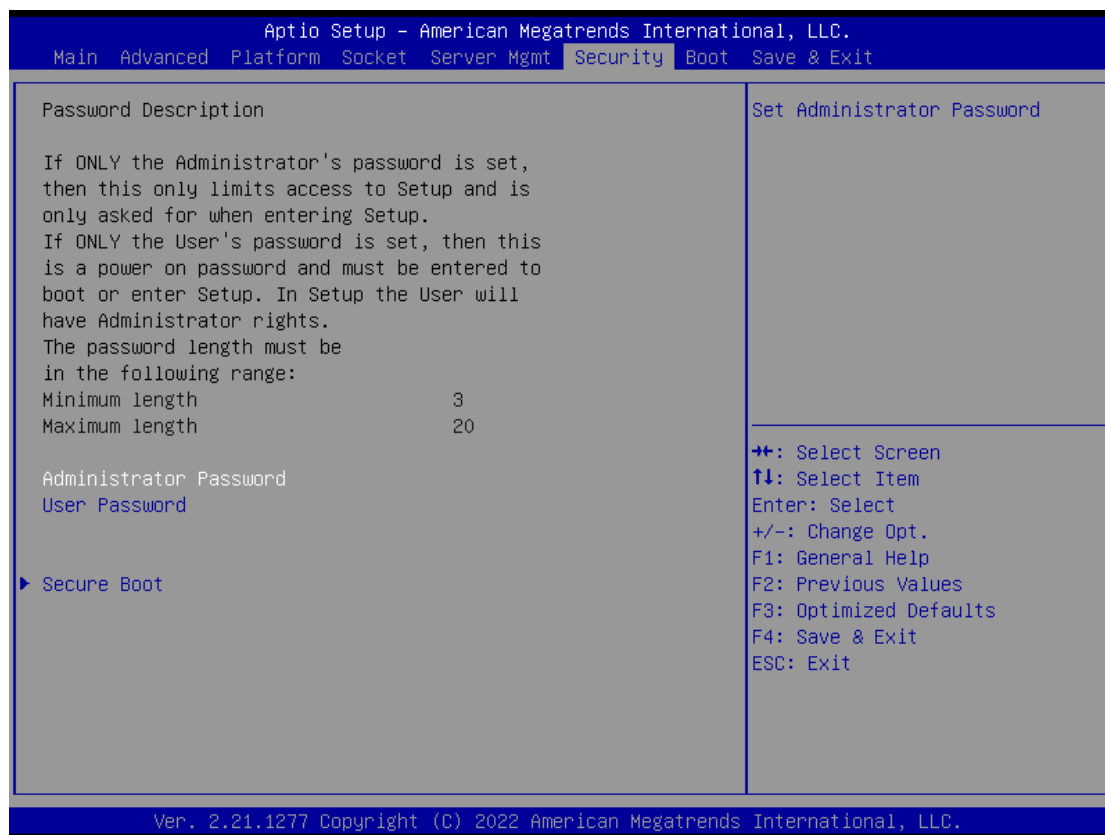 Aptio Setup – American Megatrends International, LLC.
Main Advanced Platform Socket Server Mgmt Security Boot Save & Exit
Password Description
If ONLY the Administrator's password is set,
then this only limits access to Setup and is
only asked for when entering Setup.
If ONLY the User's password is set, then this
is a power on password and must be entered to
boot or enter Setup. In Setup the User will
have Administrator rights.
The password length must be
in the following range:
Minimum length 3
Maximum length 20
Administrator Password
User Password
Secure Boot
Set Administrator Password
→←: Select Screen
↑↓: Select Item
Enter: Select
+/-: Change Opt.
F1: General Help
F2: Previous Values
F3: Optimized Defaults
F4: Save & Exit
ESC: Exit
Ver. 2.21.1277 Copyright (C) 2022 American Megatrends International, LLC.